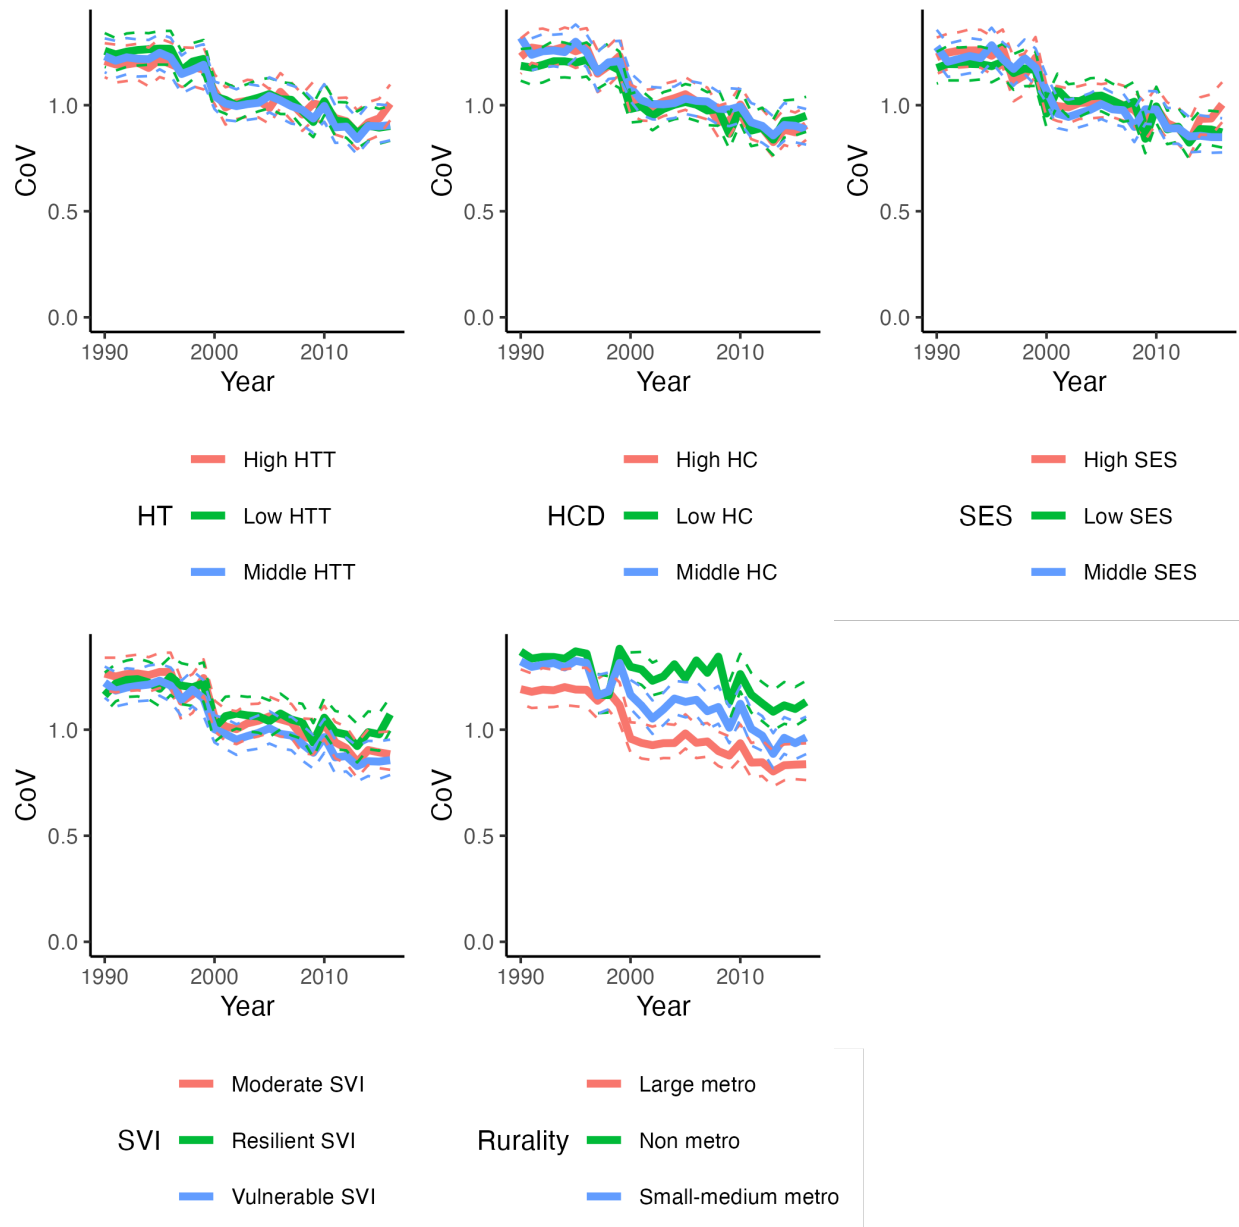 CoV
1.0
0.5
0.0
1990 2000 2010
Year
CoV
1.0
0.5
0.0
1990 2000 2010
Year
CoV
1.0
0.5
0.0
1990 2000 2010
Year
HT
High HTT
Low HTT
Middle HTT
HCD
High HC
Low HC
Middle HC
SES
High SES
Low SES
Middle SES
CoV
1.0
0.5
0.0
1990 2000 2010
Year
CoV
1.0
0.5
0.0
1990 2000 2010
Year
SVI
Moderate SVI
Resilient SVI
Vulnerable SVI
Rurality
Large metro
Non metro
Small-medium metro